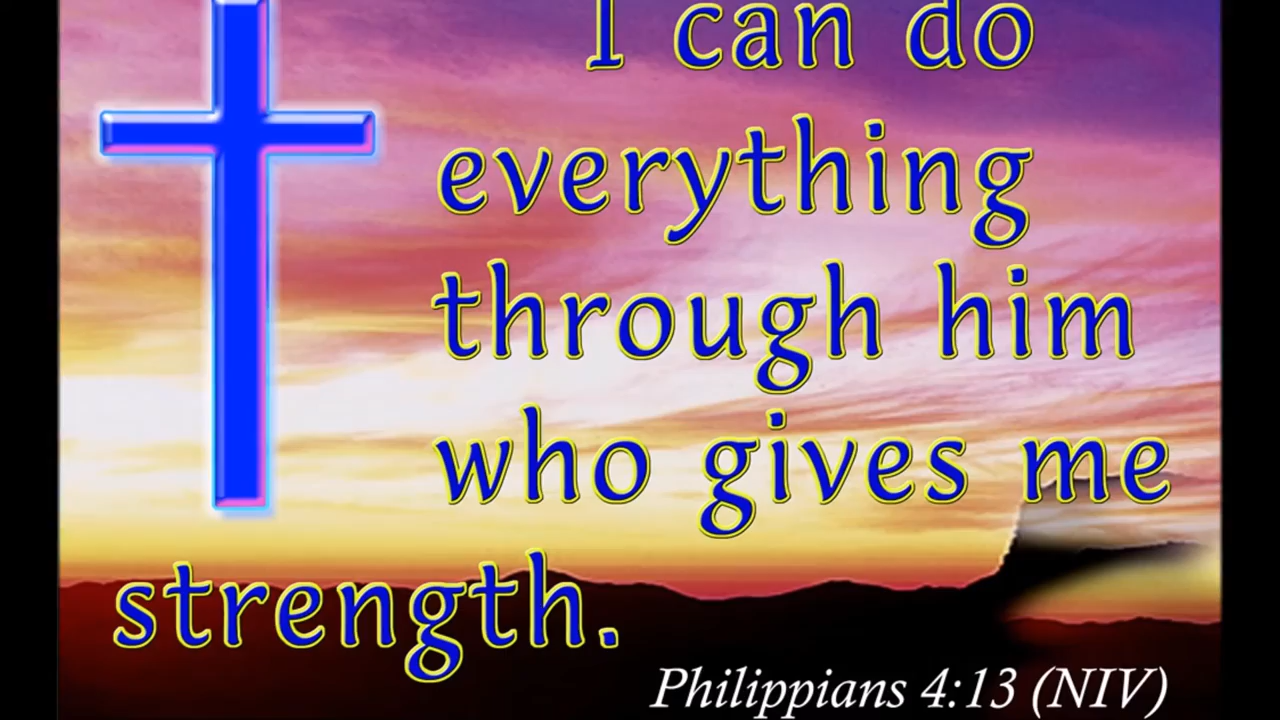 I can do
everything
through him
who gives me
strength.
Philippians 4:13 (NIV)